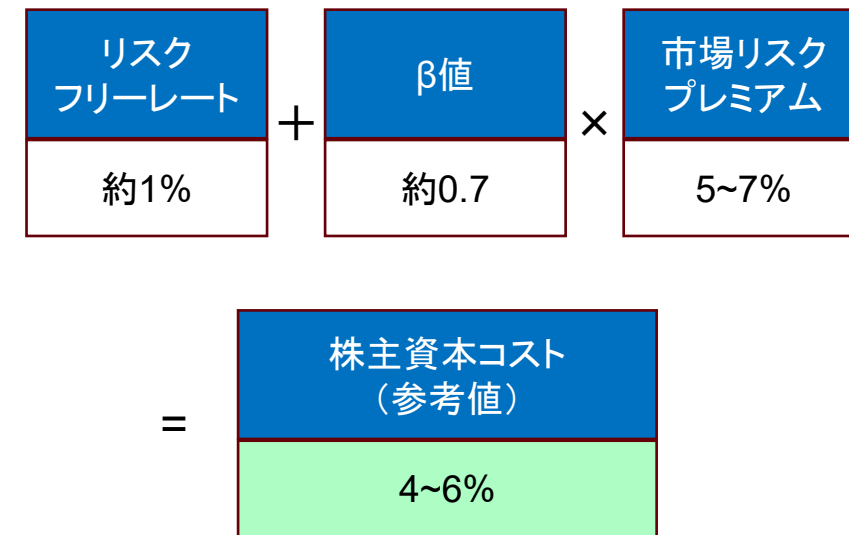 リスク
フリーレート
＋
β値
×
市場リスク
プレミアム
約1%
約0.7
5~7%
=
株主資本コスト
（参考値）
4~6%